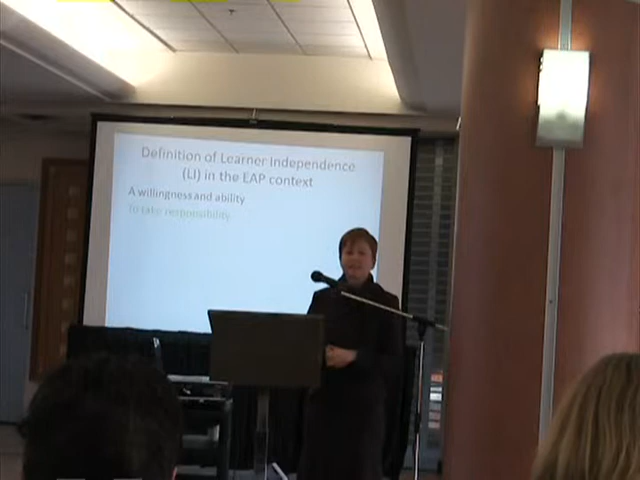 Definition of Learner Independence
(LI) in the EAP context
A willingness and ability
To take responsibility